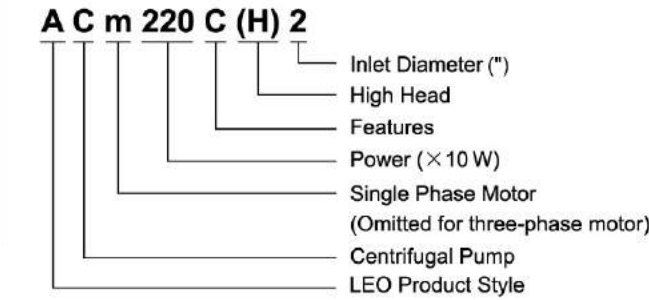 A C m 220 C (H) 2
Inlet Diameter (")
High Head
Features
Power (×10 W)
Single Phase Motor
(Omitted for three-phase motor)
Centrifugal Pump
LEO Product Style